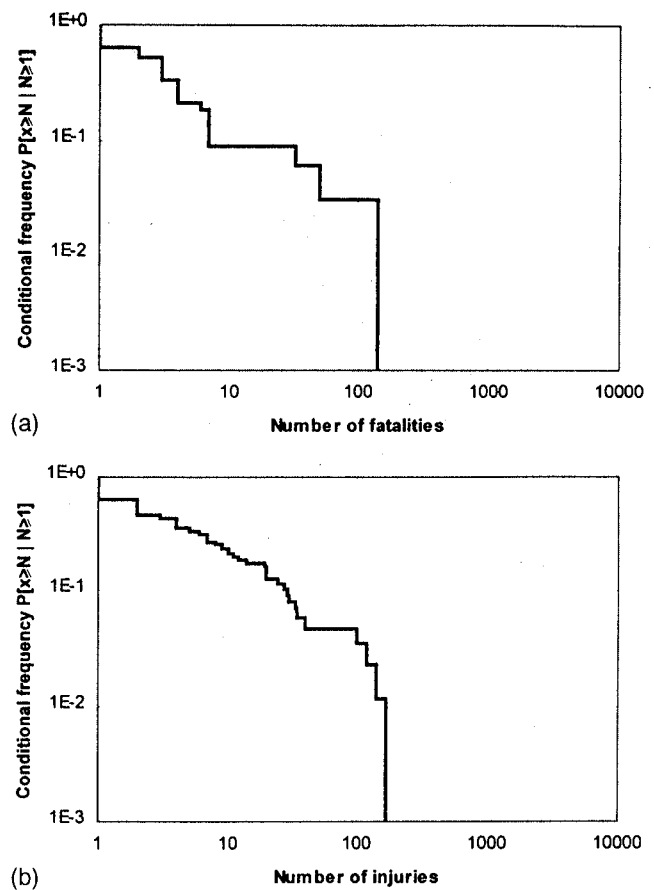 Conditional frequency P[x⩾N | N⩾1]
1E+0
1E-1
1E-2
1E-3
1 10 100 1000 10000
(a) Number of fatalities
Conditional frequency P[x⩾N | N⩾1]
1E+0
1E-1
1E-2
1E-3
1 10 100 1000 10000
(b) Number of injuries